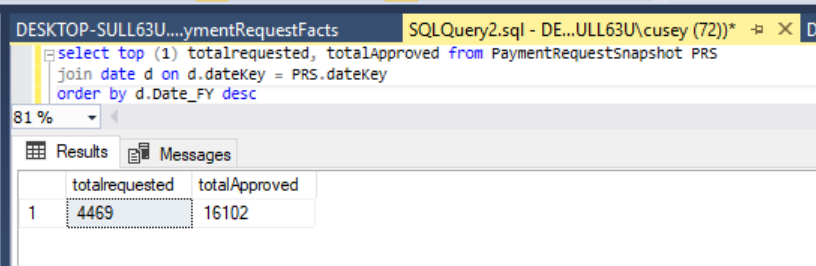 DESKTOP-SULL63U....ymentRequestFacts
SQLQuery2.sql - DE...ULL63U\cusey (72))*
select top (1) totalrequested, totalApproved from PaymentRequestSnapshot PRS
join date d on d.dateKey = PRS.dateKey
order by d.Date_FY desc
81 %
Results Messages
totalrequested totalApproved
1 4469 16102